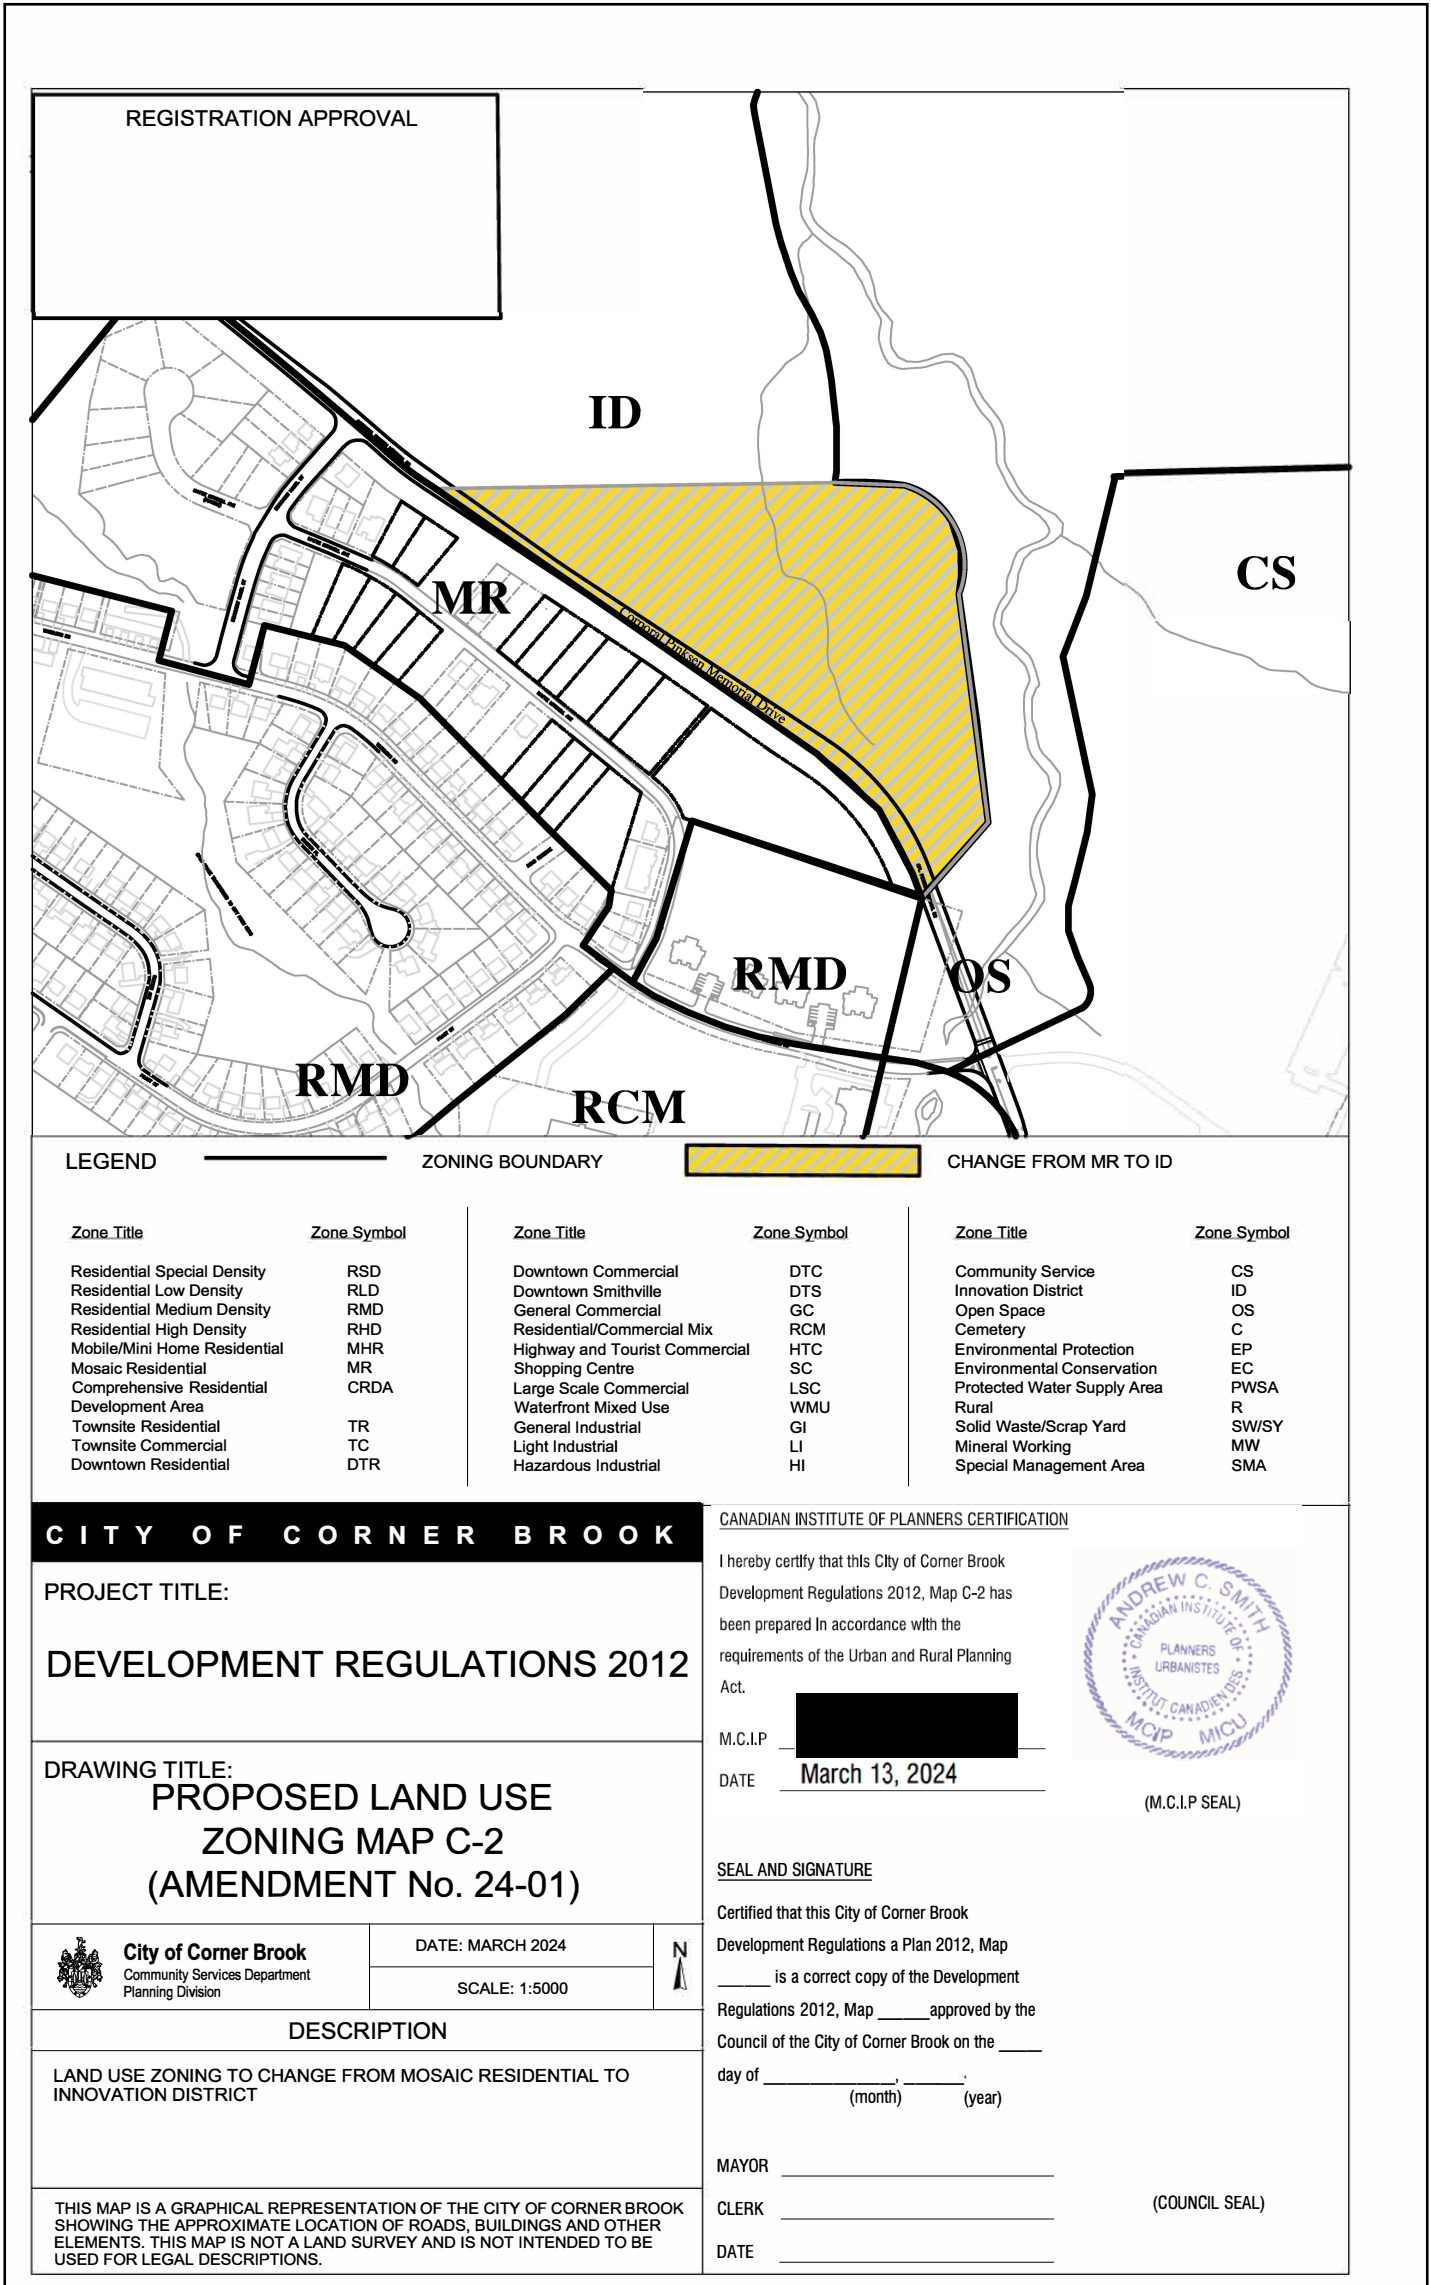 REGISTRATION APPROVAL
ID
MR
CS
Corporal Pinksen Memorial Drive
RMD
OS
RMD
RCM
LEGEND
ZONING BOUNDARY
CHANGE FROM MR TO ID
Zone Title Zone Symbol
Residential Special Density RSD
Residential Low Density RLD
Residential Medium Density RMD
Residential High Density RHD
Mobile/Mini Home Residential MHR
Mosaic Residential MR
Comprehensive Residential CRDA
Development Area
Townsite Residential TR
Townsite Commercial TC
Downtown Residential DTR
Zone Title Zone Symbol
Downtown Commercial DTC
Downtown Smithville DTS
General Commercial GC
Residential/Commercial Mix RCM
Highway and Tourist Commercial HTC
Shopping Centre SC
Large Scale Commercial LSC
Waterfront Mixed Use WMU
General Industrial GI
Light Industrial LI
Hazardous Industrial HI
Zone Title Zone Symbol
Community Service CS
Innovation District ID
Open Space OS
Cemetery C
Environmental Protection EP
Environmental Conservation EC
Protected Water Supply Area PWSA
Rural R
Solid Waste/Scrap Yard SW/SY
Mineral Working MW
Special Management Area SMA
CITY OF CORNER BROOK
PROJECT TITLE:
DEVELOPMENT REGULATIONS 2012
DRAWING TITLE:
PROPOSED LAND USE
ZONING MAP C-2
(AMENDMENT No. 24-01)
City of Corner Brook
Community Services Department
Planning Division
DATE: MARCH 2024
SCALE: 1:5000
N
DESCRIPTION
LAND USE ZONING TO CHANGE FROM MOSAIC RESIDENTIAL TO
INNOVATION DISTRICT
THIS MAP IS A GRAPHICAL REPRESENTATION OF THE CITY OF CORNER BROOK
SHOWING THE APPROXIMATE LOCATION OF ROADS, BUILDINGS AND OTHER
ELEMENTS. THIS MAP IS NOT A LAND SURVEY AND IS NOT INTENDED TO BE
USED FOR LEGAL DESCRIPTIONS.
CANADIAN INSTITUTE OF PLANNERS CERTIFICATION
I hereby certify that this City of Corner Brook
Development Regulations 2012, Map C-2 has
been prepared in accordance with the
requirements of the Urban and Rural Planning
Act.
M.C.I.P
DATE March 13, 2024
ANDREW C. SMITH
CANADIAN INSTITUTE OF
PLANNERS
URBANISTES
INSTITUT CANADIEN DES
MCIP MICU
(M.C.I.P SEAL)
SEAL AND SIGNATURE
Certified that this City of Corner Brook
Development Regulations a Plan 2012, Map
______ is a correct copy of the Development
Regulations 2012, Map ______approved by the
Council of the City of Corner Brook on the _____
day of _______________, _______.
(month) (year)
MAYOR
CLERK
DATE
(COUNCIL SEAL)